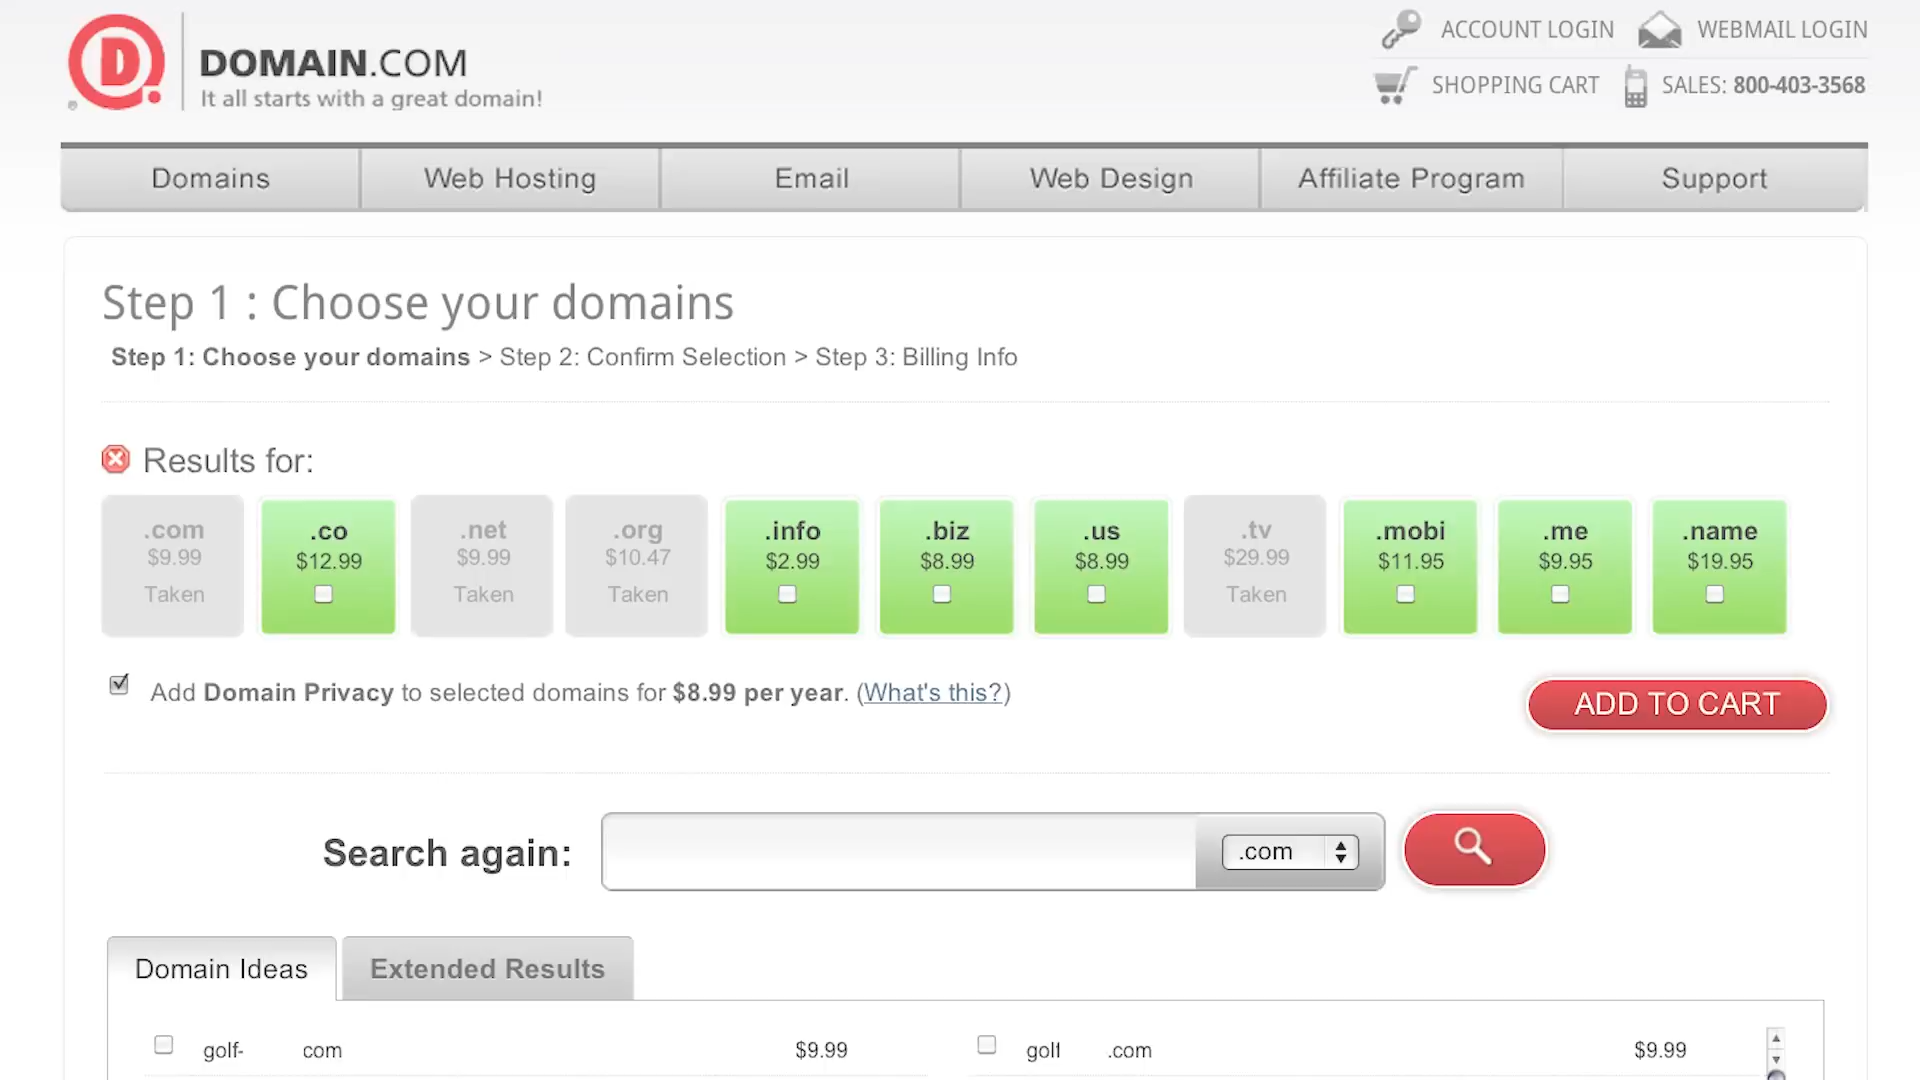 DOMAIN.COM
It all starts with a great domain!
ACCOUNT LOGIN
WEBMAIL LOGIN
SHOPPING CART
SALES: 800-403-3568
Domains
Web Hosting
Email
Web Design
Affiliate Program
Support
Step 1 : Choose your domains
Step 1: Choose your domains > Step 2: Confirm Selection > Step 3: Billing Info
Results for:
.com
$9.99
Taken
.co
$12.99
.net
$9.99
Taken
.org
$10.47
Taken
.info
$2.99
.biz
$8.99
.us
$8.99
.tv
$29.99
Taken
.mobi
$11.95
.me
$9.95
.name
$19.95
Add Domain Privacy to selected domains for $8.99 per year. (What's this?)
ADD TO CART
Search again:
.com
Domain Ideas
Extended Results
golf- com $9.99
.com $9.99